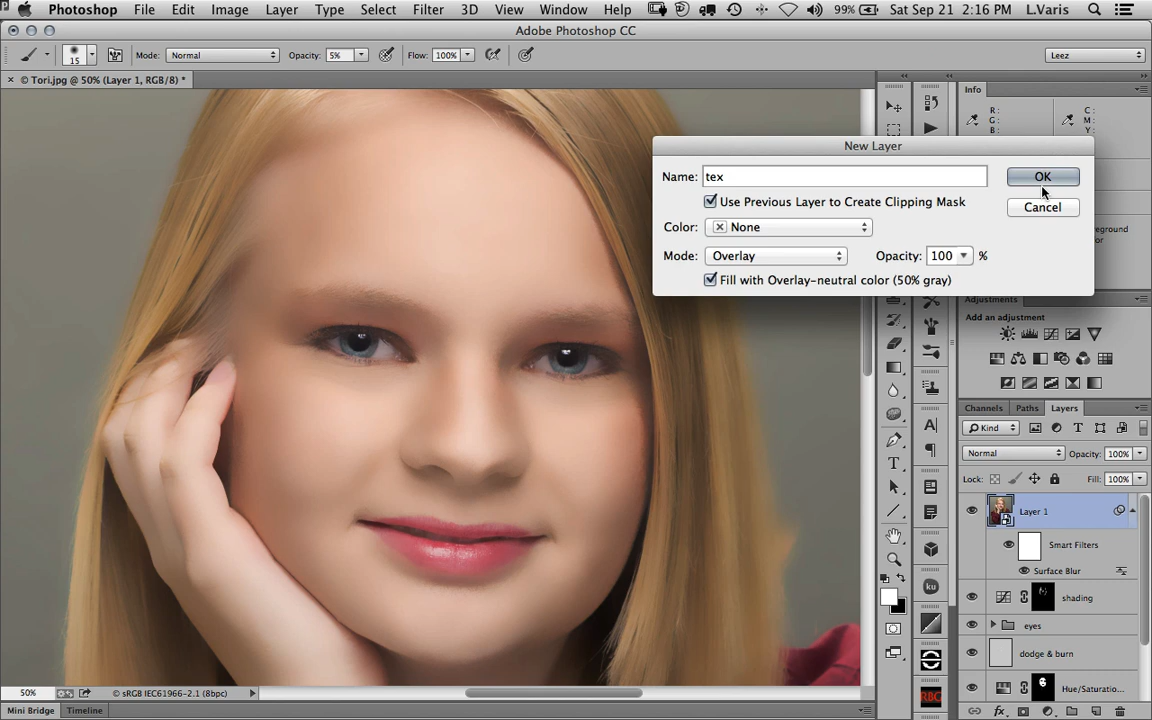 Photoshop File Edit Image Layer Type Select Filter 3D View Window Help 99% Sat Sep 21 2:16 PM L.Varis
Adobe Photoshop CC
15 Mode: Normal Opacity: 5% Flow: 100% Leez
× © Tori.jpg @ 50% (Layer 1, RGB/8) *
Info
R : C :
G : M :
B : Y :
New Layer
Name: tex OK
Use Previous Layer to Create Clipping Mask
Cancel
Color: None
Mode: Overlay Opacity: 100 %
Fill with Overlay-neutral color (50% gray)
Adjustments
Add an adjustment
Channels Paths Layers
Kind
Normal Opacity: 100%
Lock: Fill: 100%
Layer 1
Smart Filters
Surface Blur
shading
eyes
dodge & burn
Hue/Saturatio...
ku
RBG
50% © sRGB IEC61966-2.1 (8bpc)
Mini Bridge Timeline